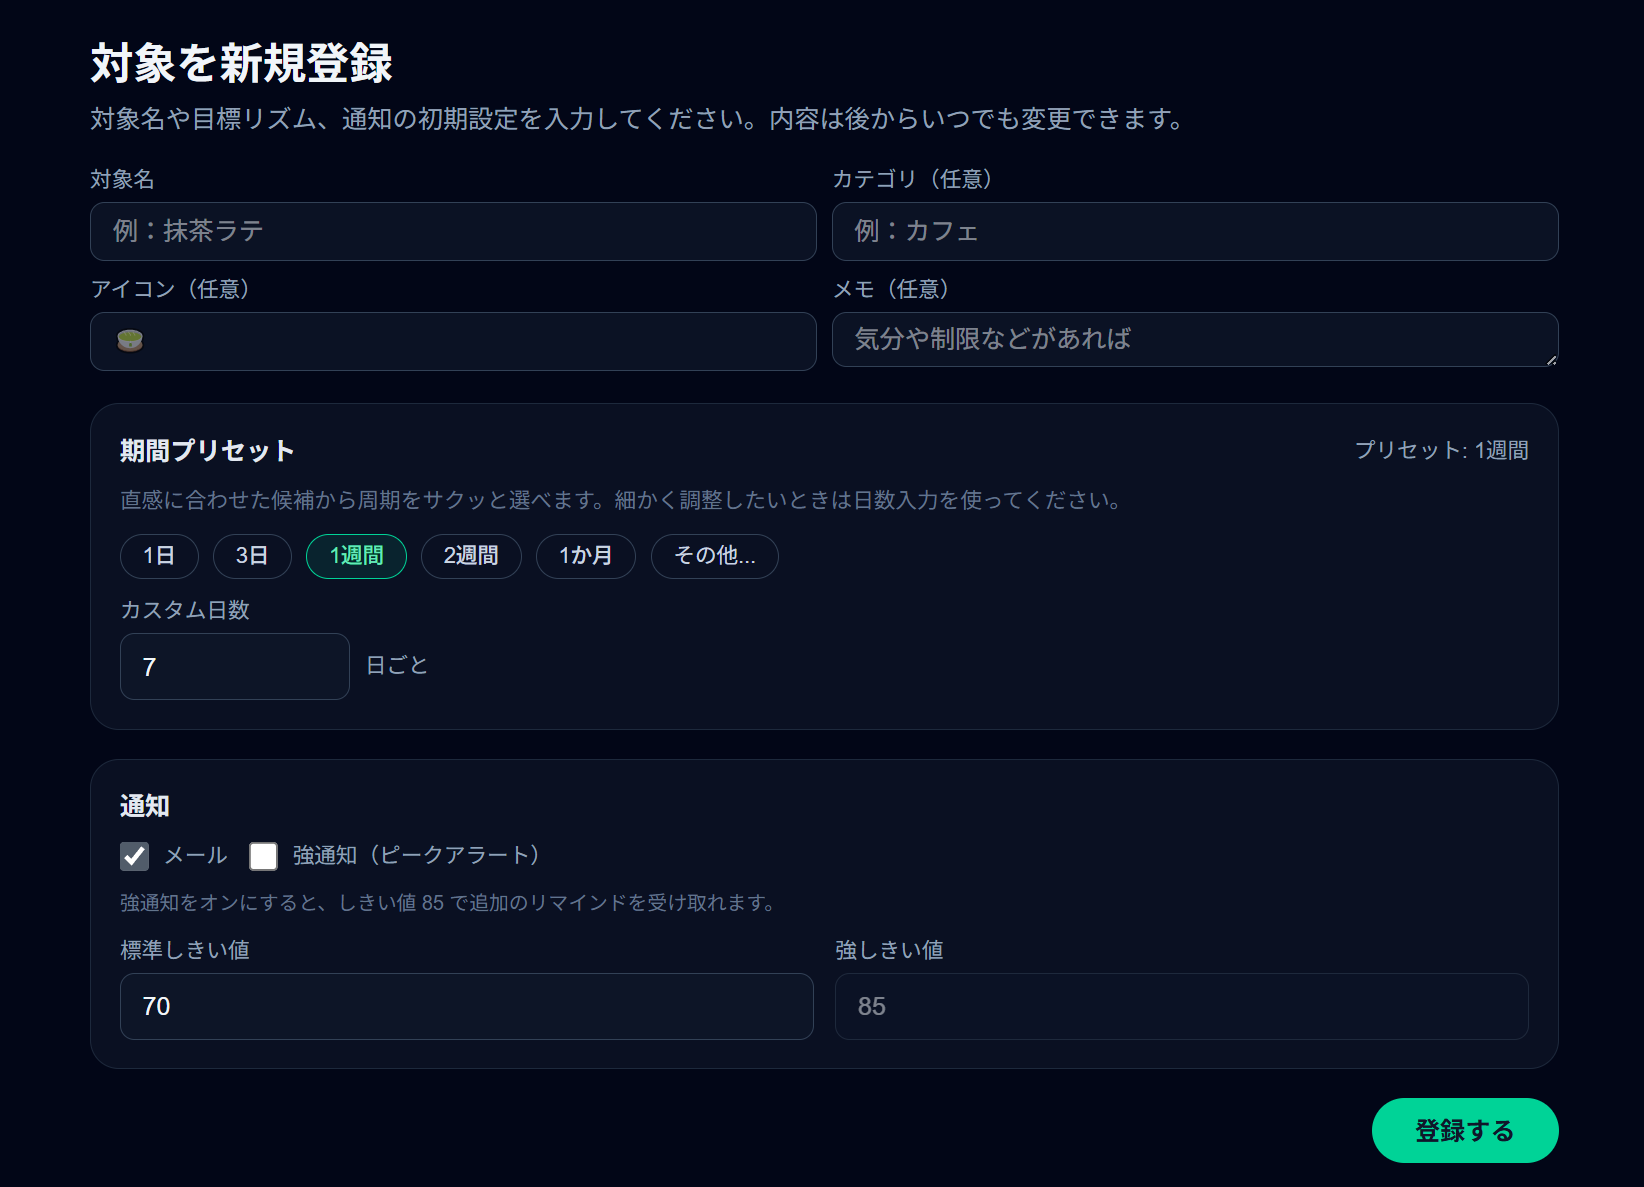 対象を新規登録
対象名や目標リズム、通知の初期設定を入力してください。内容は後からいつでも変更できます。
対象名
例：抹茶ラテ
カテゴリ（任意）
例：カフェ
アイコン（任意）
🍵
メモ（任意）
気分や制限などがあれば
期間プリセット
プリセット: 1週間
直感に合わせた候補から周期をサクッと選べます。細かく調整したいときは日数入力を使ってください。
1日 3日 1週間 2週間 1か月 その他...
カスタム日数
7 日ごと
通知
メール 強通知（ピークアラート）
強通知をオンにすると、しきい値 85 で追加のリマインドを受け取れます。
標準しきい値
70
強しきい値
85
登録する